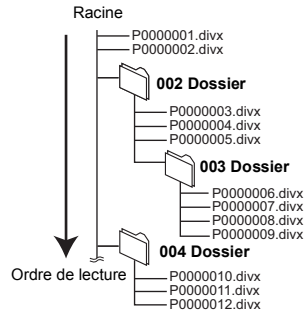 Racine
P0000001.divx
P0000002.divx
002 Dossier
P0000003.divx
P0000004.divx
P0000005.divx
003 Dossier
P0000006.divx
P0000007.divx
P0000008.divx
P0000009.divx
004 Dossier
Ordre de lecture
P0000010.divx
P0000011.divx
P0000012.divx